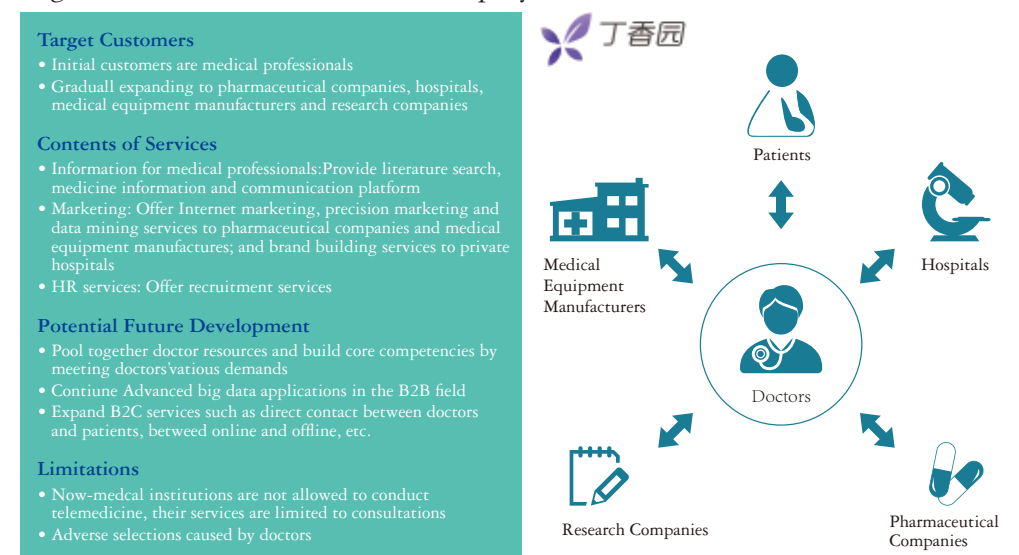 Target Customers
• Initial customers are medical professionals
• Graduall expanding to pharmaceutical companies, hospitals,
medical equipment manufacturers and research companies
Contents of Services
• Information for medical professionals:Provide literature search,
medicine information and communication platform
• Marketing: Offer Internet marketing, precision marketing and
data mining services to pharmaceutical companies and medical
equipment manufactures; and brand building services to private
hospitals
• HR services: Offer recruitment services
Potential Future Development
• Pool together doctor resources and build core competencies by
meeting doctors'vatious demands
• Contiune Advanced big data applications in the B2B field
• Expand B2C services such as direct contact between doctors
and patients, betweed online and offline, etc.
Limitations
• Now-medcal institutions are not allowed to conduct
telemedicine, their services are limited to consultations
• Adverse selections caused by doctors
丁香园
Patients
Medical
Equipment
Manufacturers
Hospitals
Doctors
Research Companies
Pharmaceutical
Companies